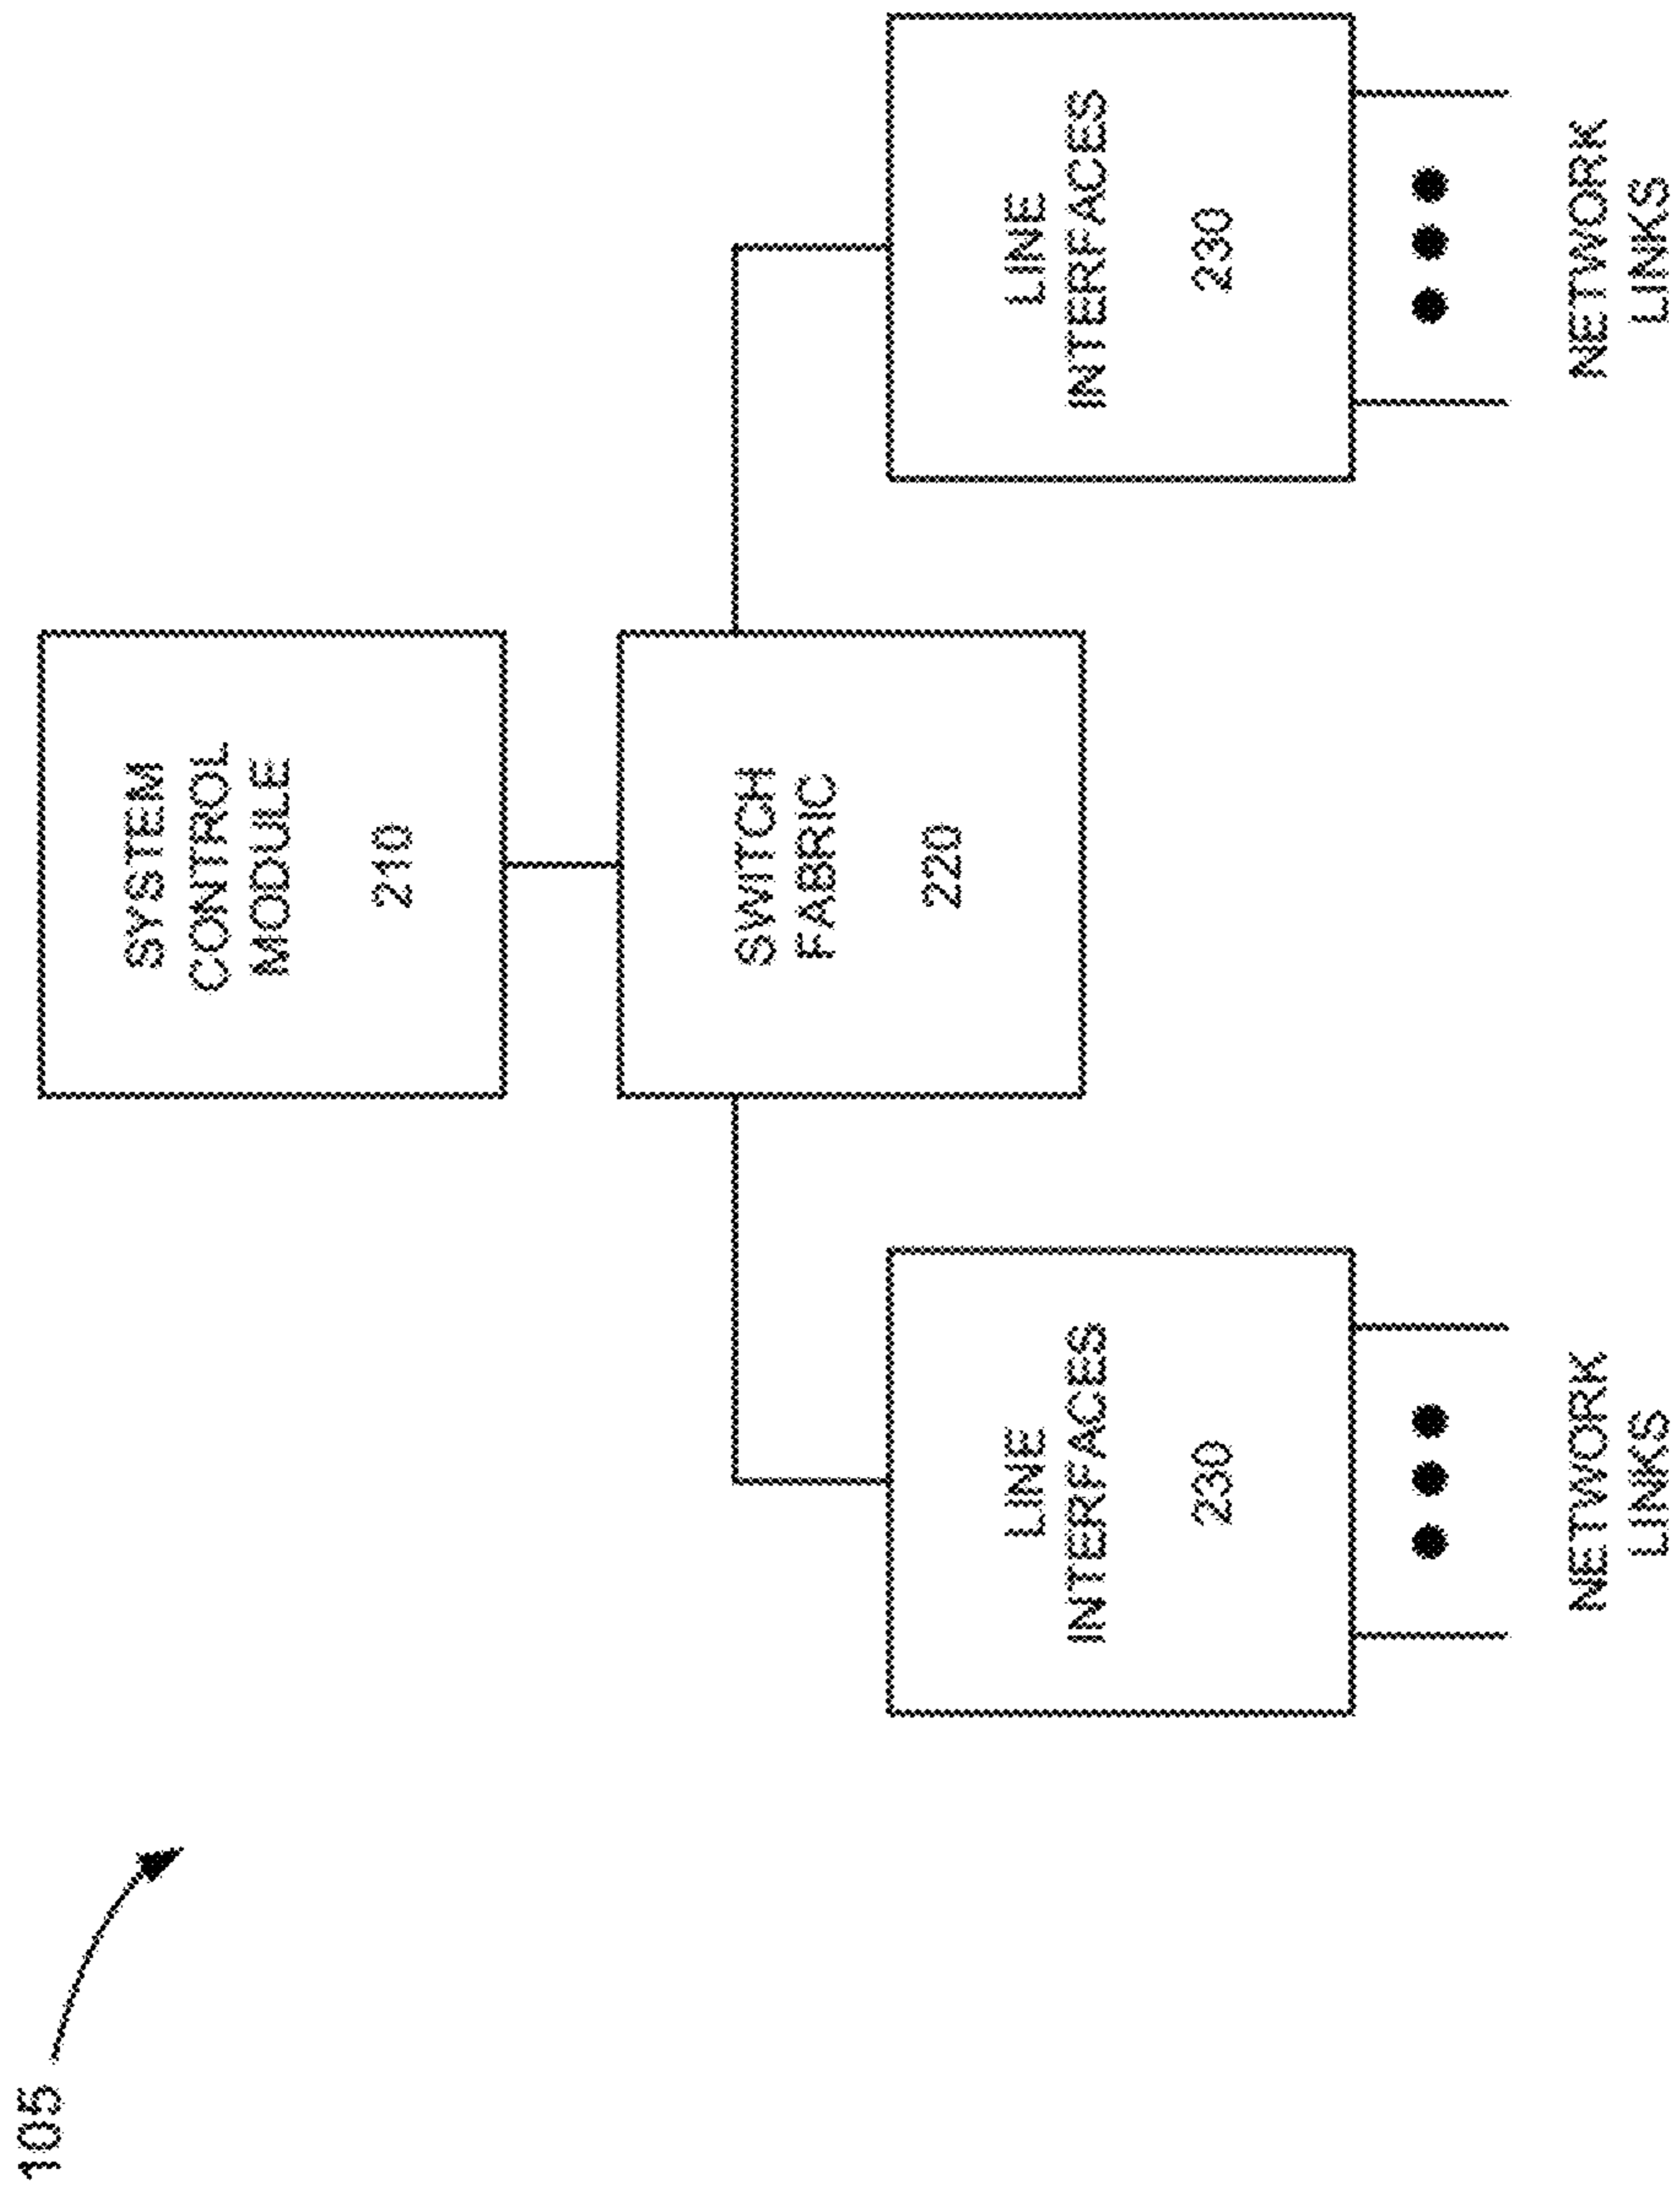 105
SYSTEM
CONTROL
MODULE
210
SWITCH
FABRIC
220
LINE
INTERFACES
230
NETWORK
LINKS
LINE
INTERFACES
230
NETWORK
LINKS